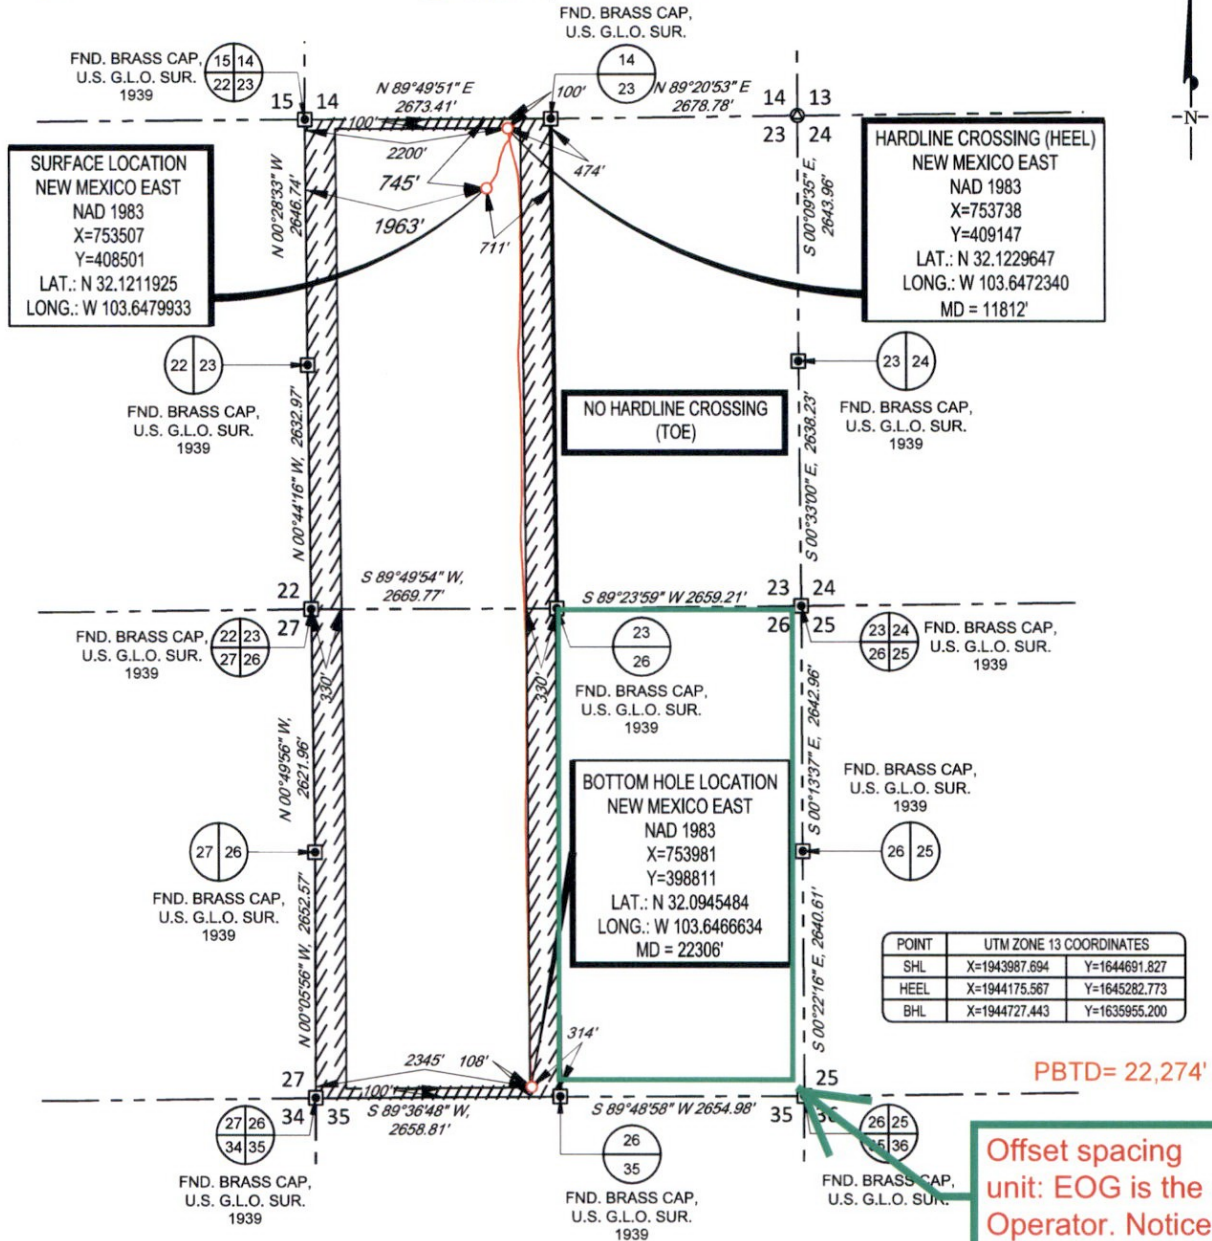 FND. BRASS CAP,
U.S. G.L.O. SUR.
14
23
FND. BRASS CAP,
U.S. G.L.O. SUR.
1939
15 14
22 23
N 89°49'51" E
2673.41'
100'
N 89°20'53" E
2678.78'
15 14
14 13
23 24
N
100'
2200'
474'
745'
1963'
711'
SURFACE LOCATION
NEW MEXICO EAST
NAD 1983
X=753507
Y=408501
LAT.: N 32.1211925
LONG.: W 103.6479933
N 00°28'33" W
2646.74'
S 00°09'35" E,
2643.96'
HARDLINE CROSSING (HEEL)
NEW MEXICO EAST
NAD 1983
X=753738
Y=409147
LAT.: N 32.1229647
LONG.: W 103.6472340
MD = 11812'
22 23
FND. BRASS CAP,
U.S. G.L.O. SUR.
1939
23 24
FND. BRASS CAP,
U.S. G.L.O. SUR.
1939
NO HARDLINE CROSSING
(TOE)
N 00°44'16" W, 2632.97'
S 00°33'00" E, 2638.23'
S 89°49'54" W,
2669.77'
S 89°23'59" W 2659.21'
22
27
23 24
26 25
FND. BRASS CAP,
U.S. G.L.O. SUR.
1939
22 23
27 26
330'
330'
23
26
FND. BRASS CAP,
U.S. G.L.O. SUR.
1939
23 24
26 25
FND. BRASS CAP,
U.S. G.L.O. SUR.
1939
N 00°49'56" W,
2621.96'
S 00°13'37" E, 2642.96'
27 26
FND. BRASS CAP,
U.S. G.L.O. SUR.
1939
BOTTOM HOLE LOCATION
NEW MEXICO EAST
NAD 1983
X=753981
Y=398811
LAT.: N 32.0945484
LONG.: W 103.6466634
MD = 22306'
FND. BRASS CAP,
U.S. G.L.O. SUR.
1939
26 25
N 00°05'56" W, 2652.57'
S 00°22'16" E, 2640.61'
POINT UTM ZONE 13 COORDINATES
SHL X=1943987.694 Y=1644691.827
HEEL X=1944175.567 Y=1645282.773
BHL X=1944727.443 Y=1635955.200
314'
2345' 108'
100'
27
34 35
S 89°36'48" W,
2658.81'
S 89°48'58" W 2654.98'
25
35 36
PBTD= 22,274'
27 26
34 35
FND. BRASS CAP,
U.S. G.L.O. SUR.
1939
26
35
FND. BRASS CAP,
U.S. G.L.O. SUR.
1939
26 25
35 36
FND. BRASS CAP,
U.S. G.L.O. SUR.
Offset spacing
unit: EOG is the
Operator. Notice